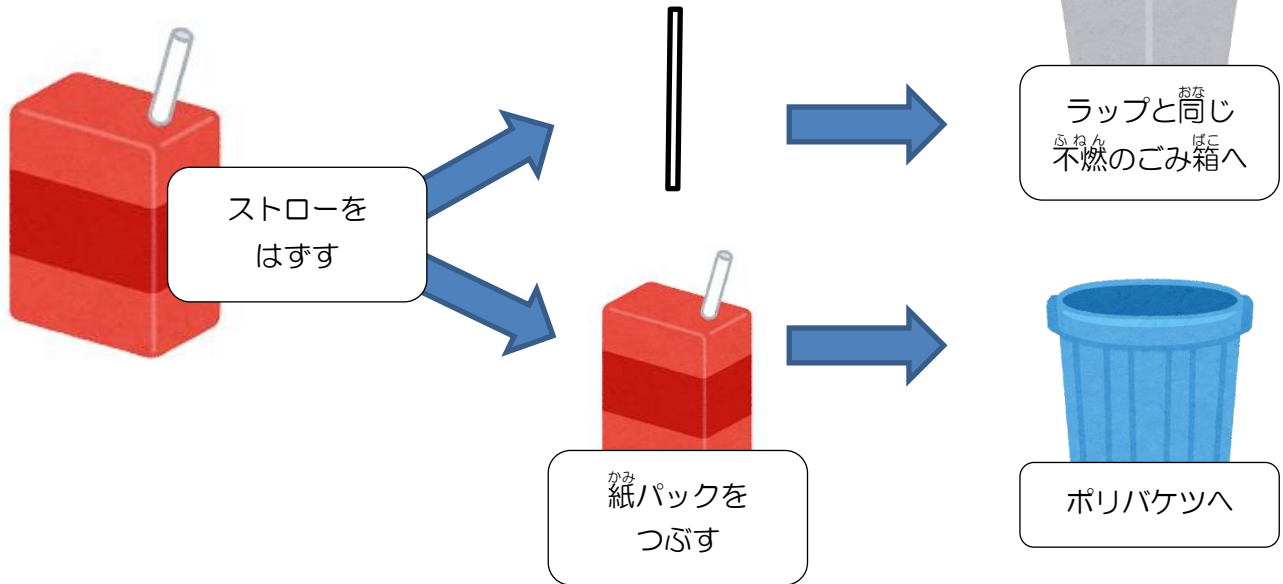 ストローを
はずす
ラップと同じ
不燃のごみ箱へ
紙パックを
つぶす
ポリバケツへ